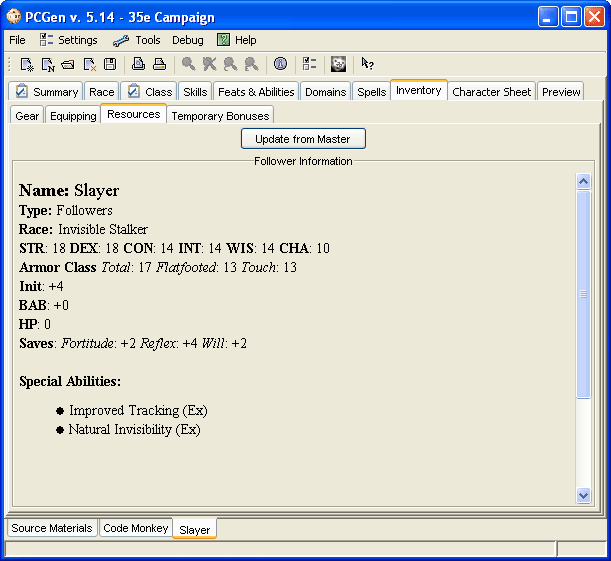 PCGen v. 5.14 - 35e Campaign
File Settings Tools Debug Help
Summary Race Class Skills Feats & Abilities Domains Spells Inventory Character Sheet Preview
Gear Equipping Resources Temporary Bonuses
Update from Master
Follower Information
Name: Slayer
Type: Followers
Race: Invisible Stalker
STR: 18 DEX: 18 CON: 14 INT: 14 WIS: 14 CHA: 10
Armor Class Total: 17 Flatfooted: 13 Touch: 13
Init: +4
BAB: +0
HP: 0
Saves: Fortitude: +2 Reflex: +4 Will: +2
Special Abilities:
● Improved Tracking (Ex)
● Natural Invisibility (Ex)
Source Materials Code Monkey Slayer